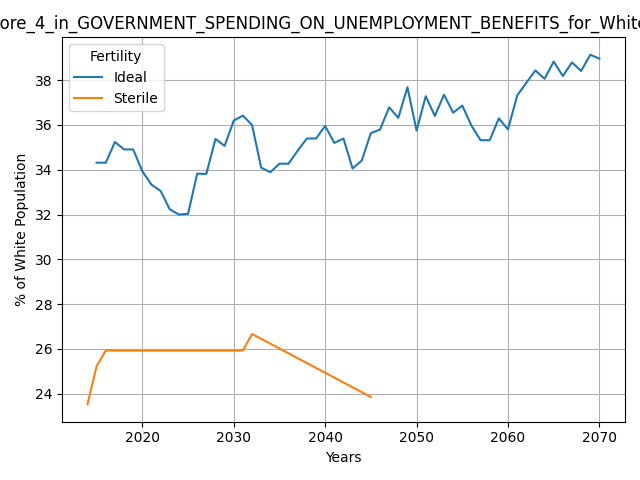 ore_4_in_GOVERNMENT_SPENDING_ON_UNEMPLOYMENT_BENEFITS_for_White
Fertility
Ideal
Sterile
% of White Population
38
36
34
32
30
28
26
24
2020 2030 2040 2050 2060 2070
Years